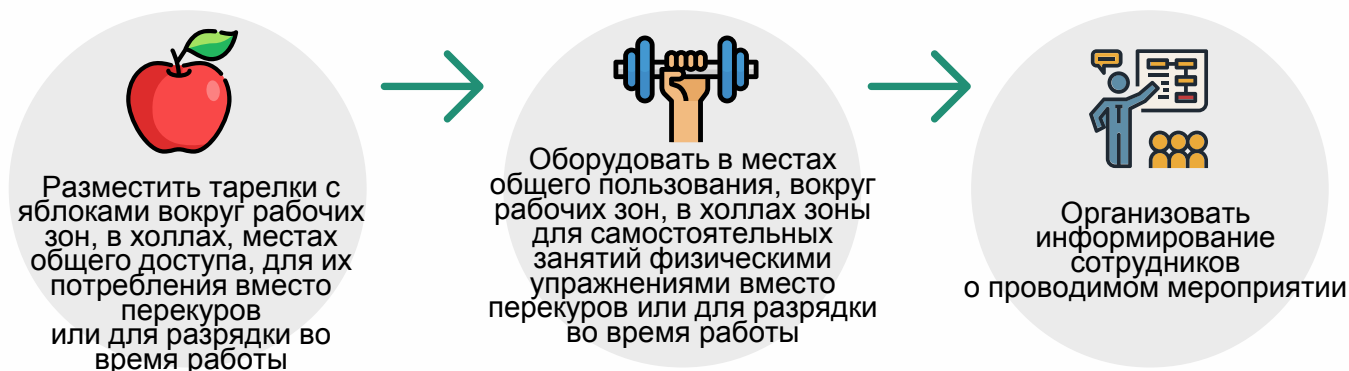 Разместить тарелки с
яблоками вокруг рабочих
зон, в холлах, местах
общего доступа, для их
потребления вместо
перекуров
или для разрядки во
время работы
Оборудовать в местах
общего пользования, вокруг
рабочих зон, в холлах зоны
для самостоятельных
занятий физическими
упражнениями вместо
перекуров или для разрядки
во время работы
Организовать
информирование
сотрудников
о проводимом мероприятии